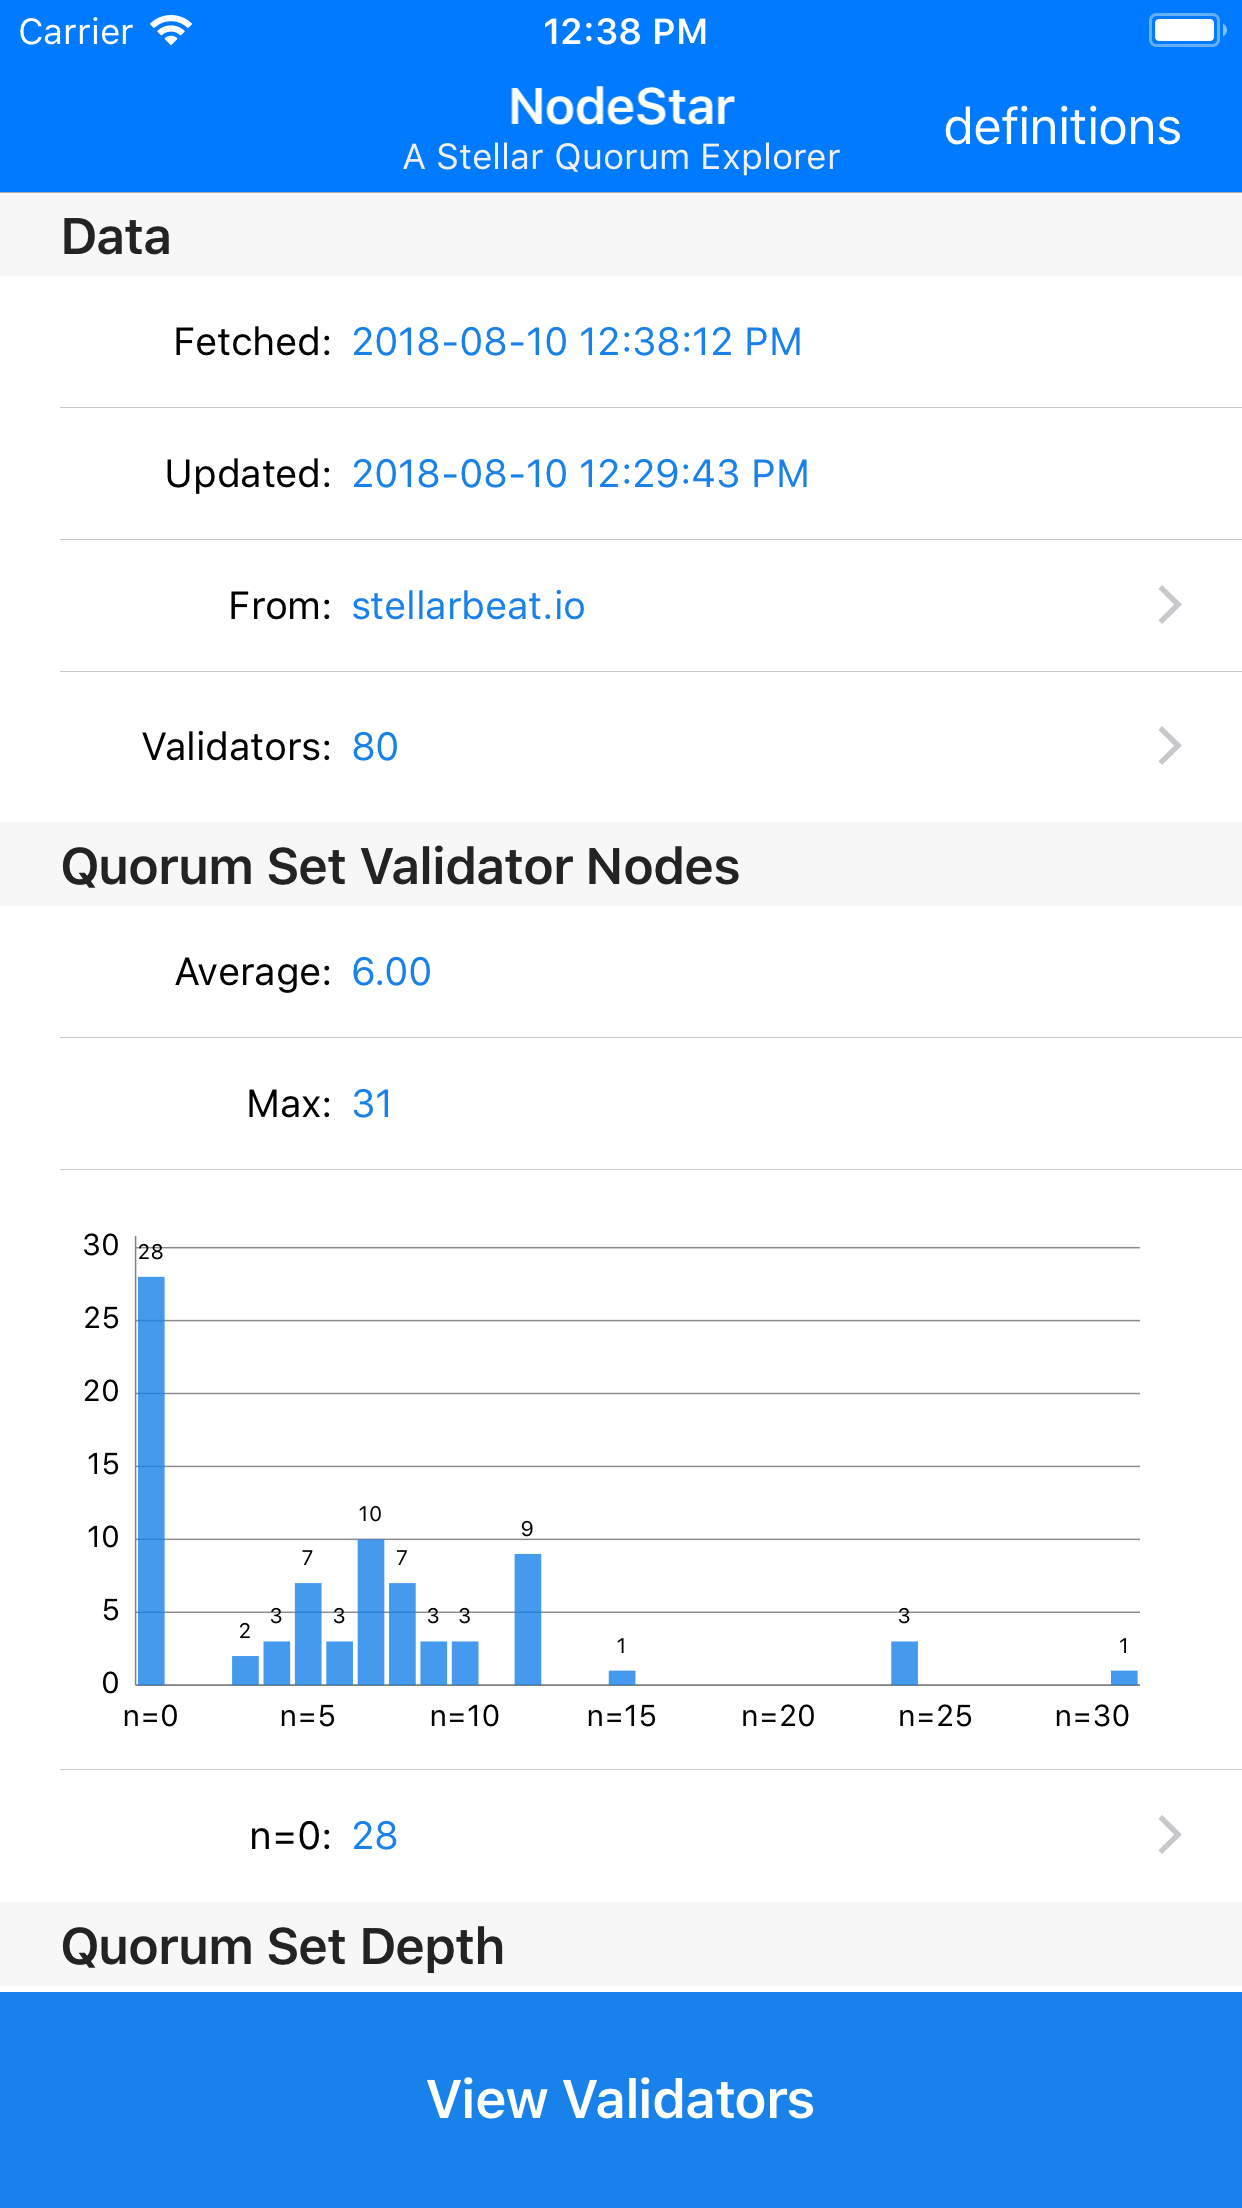 Carrier 12:38 PM
NodeStar
A Stellar Quorum Explorer
definitions
Data
Fetched: 2018-08-10 12:38:12 PM
Updated: 2018-08-10 12:29:43 PM
From: stellarbeat.io
Validators: 80
Quorum Set Validator Nodes
Average: 6.00
Max: 31
30
28
25
20
15
10
10
9
7
7
5
3
3
3
3
3
2
1
1
0
n=0 n=5 n=10 n=15 n=20 n=25 n=30
n=0: 28
Quorum Set Depth
View Validators